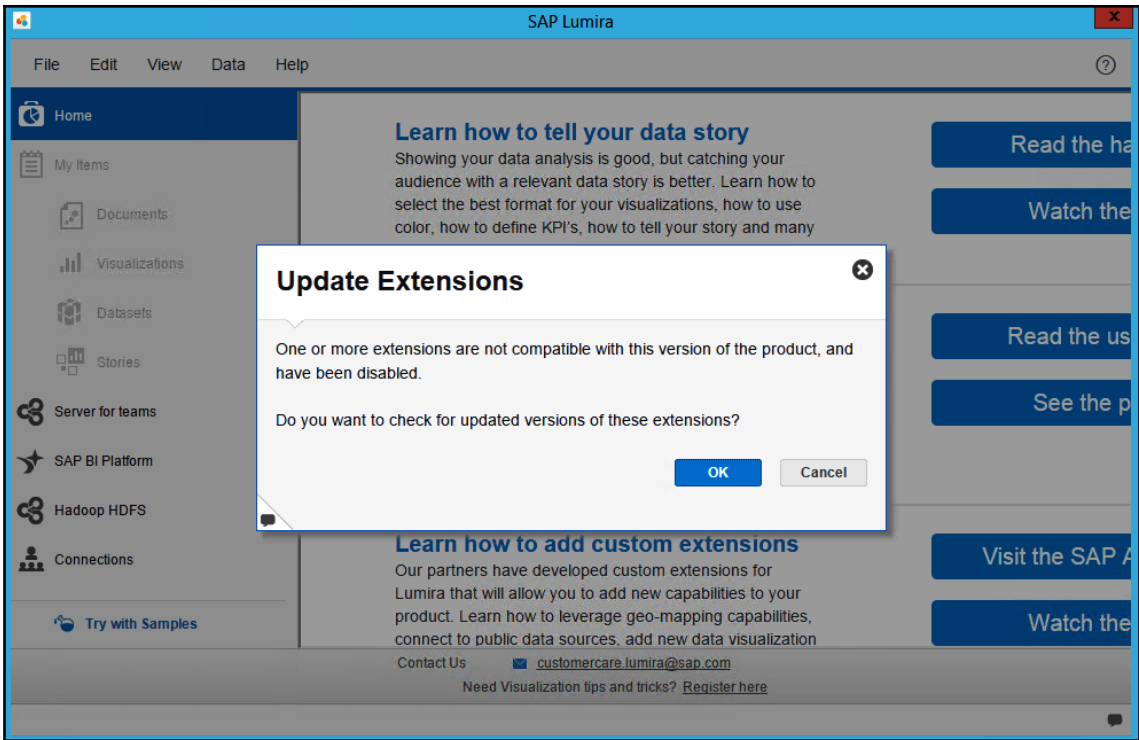 SAP Lumira
x
File Edit View Data Help
?
Home
My Items
Documents
Visualizations
Datasets
Stories
Server for teams
SAP BI Platform
Hadoop HDFS
Connections
Try with Samples
Learn how to tell your data story
Showing your data analysis is good, but catching your
audience with a relevant data story is better. Learn how to
select the best format for your visualizations, how to use
color, how to define KPI's, how to tell your story and many
Read the ha
Watch the
Update Extensions
One or more extensions are not compatible with this version of the product, and
have been disabled.
Do you want to check for updated versions of these extensions?
OK Cancel
Read the us
See the p
Learn how to add custom extensions
Our partners have developed custom extensions for
Lumira that will allow you to add new capabilities to your
product. Learn how to leverage geo-mapping capabilities,
connect to public data sources, add new data visualization
Visit the SAP A
Watch the
Contact Us customercare.lumira@sap.com
Need Visualization tips and tricks? Register here